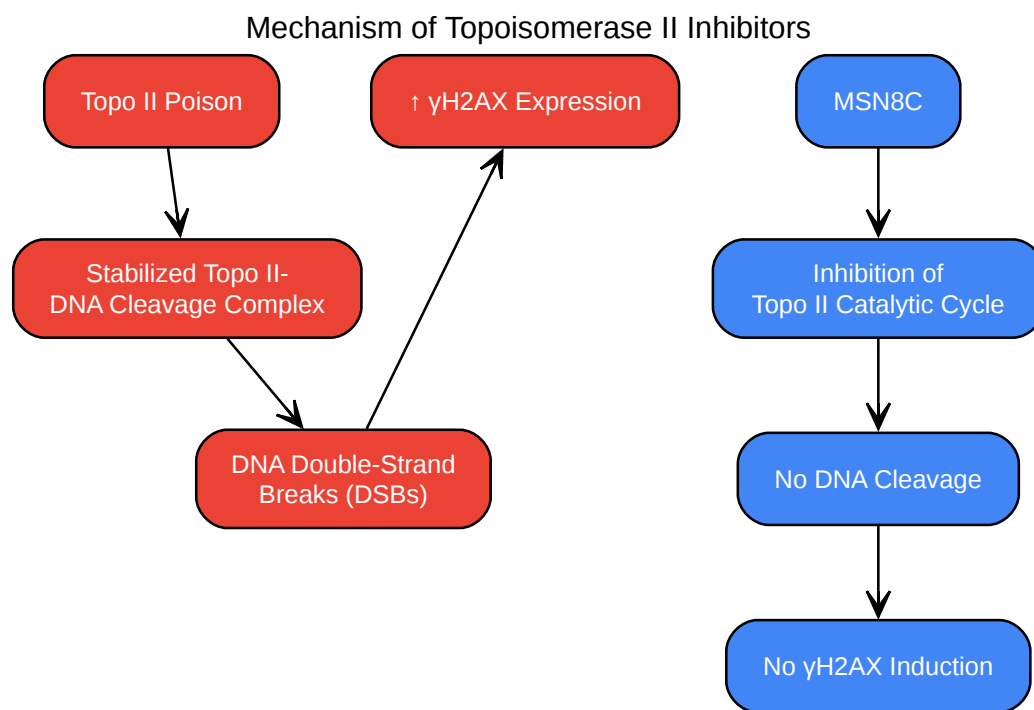 Mechanism of Topoisomerase II Inhibitors
Topo II Poison
↑ γH2AX Expression
MSN8C
Stabilized Topo II-
DNA Cleavage Complex
Inhibition of
Topo II Catalytic Cycle
DNA Double-Strand
Breaks (DSBs)
No DNA Cleavage
No γH2AX Induction